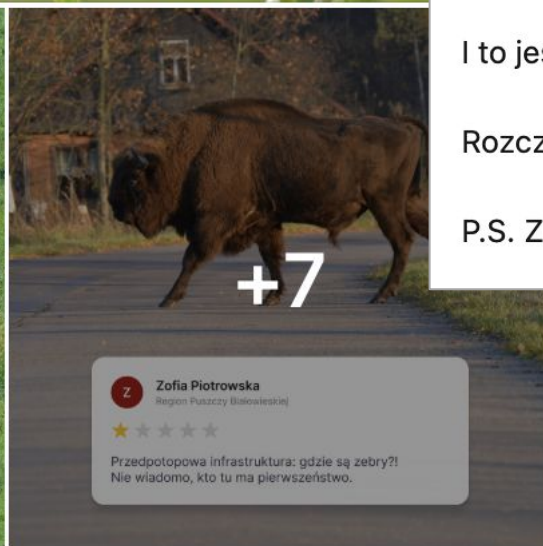 I to je
Rozcz
P.S. Z
+7
Z
Zofia Piotrowska
Region Puszczy Białowieskiej
Przedpotopowa infrastruktura: gdzie są zebry?!
Nie wiadomo, kto tu ma pierwszeństwo.